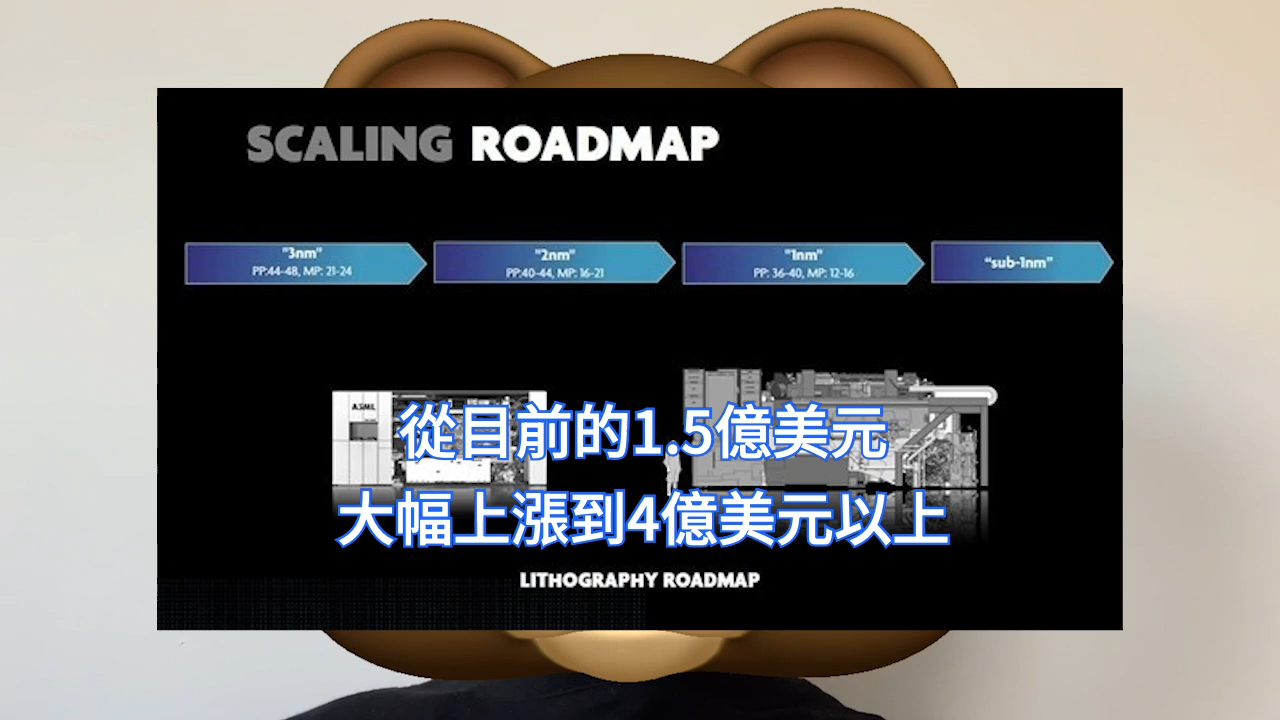 SCALING ROADMAP
"3nm"
PP:44-48, MP: 21-24
"2nm"
PP:40-44, MP: 16-21
"1nm"
PP: 36-40, MP: 12-16
"sub-1nm"
ASML
從目前的1.5億美元
大幅上漲到4億美元以上
LITHOGRAPHY ROADMAP